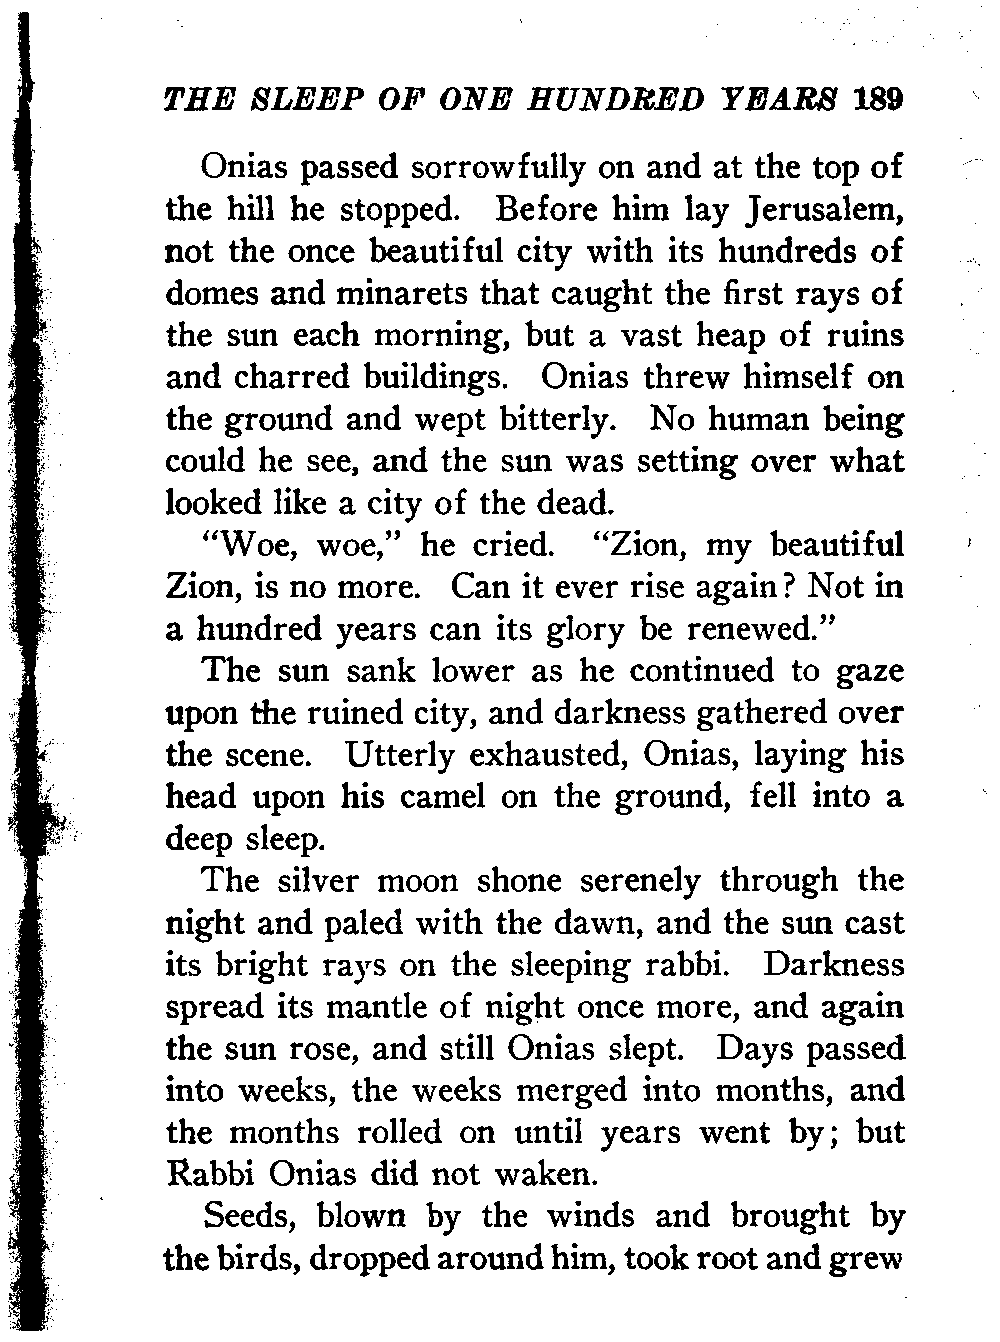 THE SLEEP OF ONE HUNDRED YEARS 189
Onias passed sorrowfully on and at the top of
the hill he stopped. Before him lay Jerusalem,
not the once beautiful city with its hundreds of
domes and minarets that caught the first rays of
the sun each morning, but a vast heap of ruins
and charred buildings. Onias threw himself on
the ground and wept bitterly. No human being
could he see, and the sun was setting over what
looked like a city of the dead.
“Woe, woe,” he cried. “Zion, my beautiful
Zion, is no more. Can it ever rise again? Not in
a hundred years can its glory be renewed.”
The sun sank lower as he continued to gaze
upon the ruined city, and darkness gathered over
the scene. Utterly exhausted, Onias, laying his
head upon his camel on the ground, fell into a
deep sleep.
The silver moon shone serenely through the
night and paled with the dawn, and the sun cast
its bright rays on the sleeping rabbi. Darkness
spread its mantle of night once more, and again
the sun rose, and still Onias slept. Days passed
into weeks, the weeks merged into months, and
the months rolled on until years went by; but
Rabbi Onias did not waken.
Seeds, blown by the winds and brought by
the birds, dropped around him, took root and grew